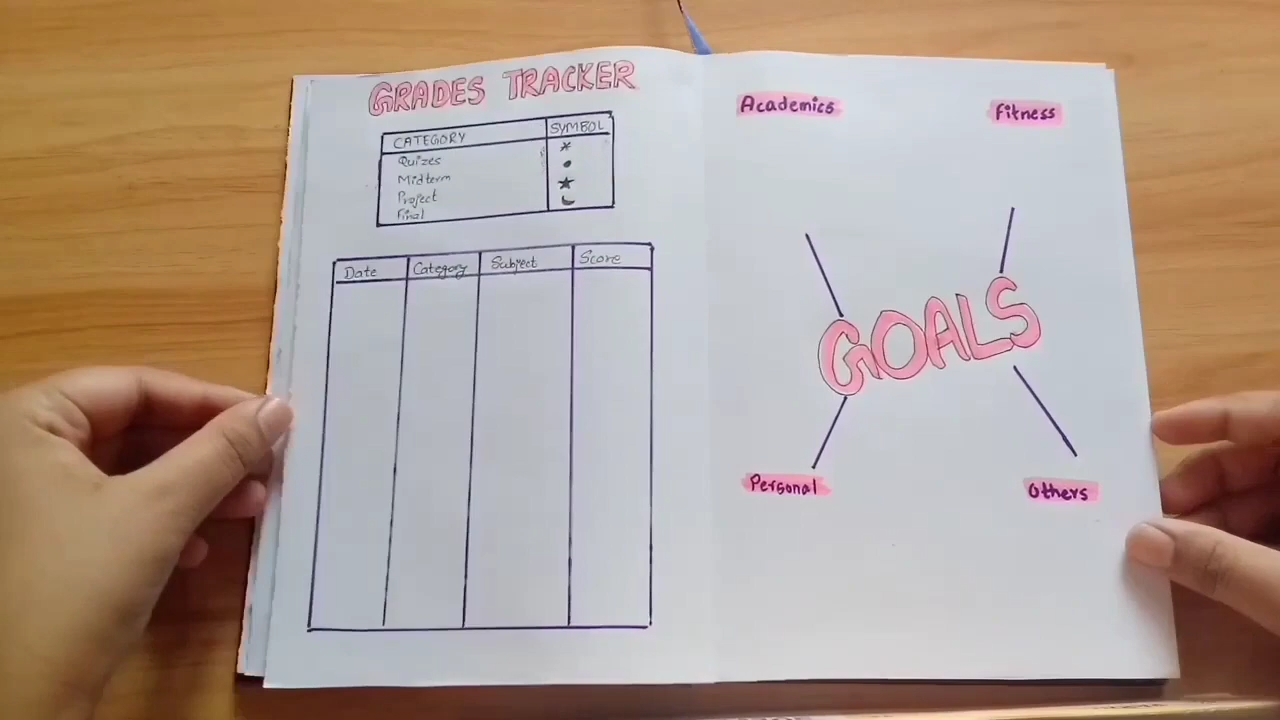 GRADES TRACKER
CATEGORY SYMBOL
Quizes
Midterm
Project
Final
Date Category Subject Score
Academics Fitness
GOALS
Personal Others